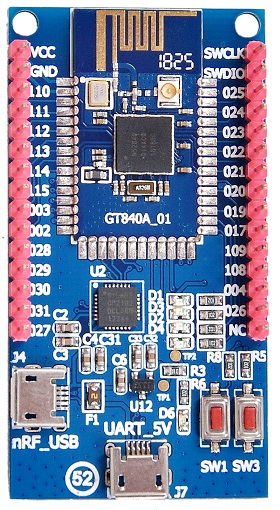 1825
VCC SWCLK
GND SWDIO
110 025
111 024
112 023
113 022
114 021
115 020
003 019
002 017
028 109
029 108
030 004
031 026
027 NC
GT840A_01
U2
D1
D2
D3
D4
C2
C4 C31
C3
C6
TP2
R8
R5
R3
R6
TP1
J4
F1
U12
D5
nRF_USB
UART_5V
SW1 SW3
52
J7